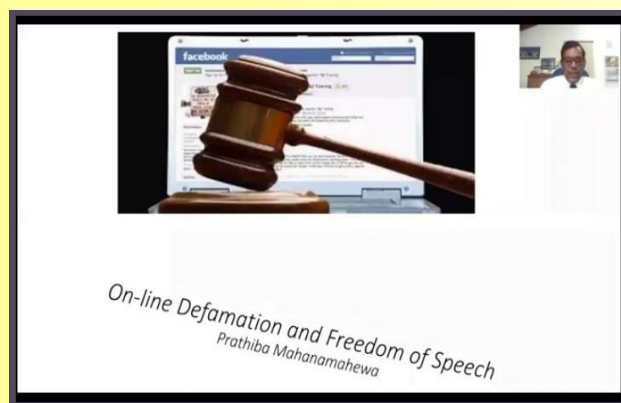 facebook
On-line Defamation and Freedom of Speech
Prathiba Mahanamahewa